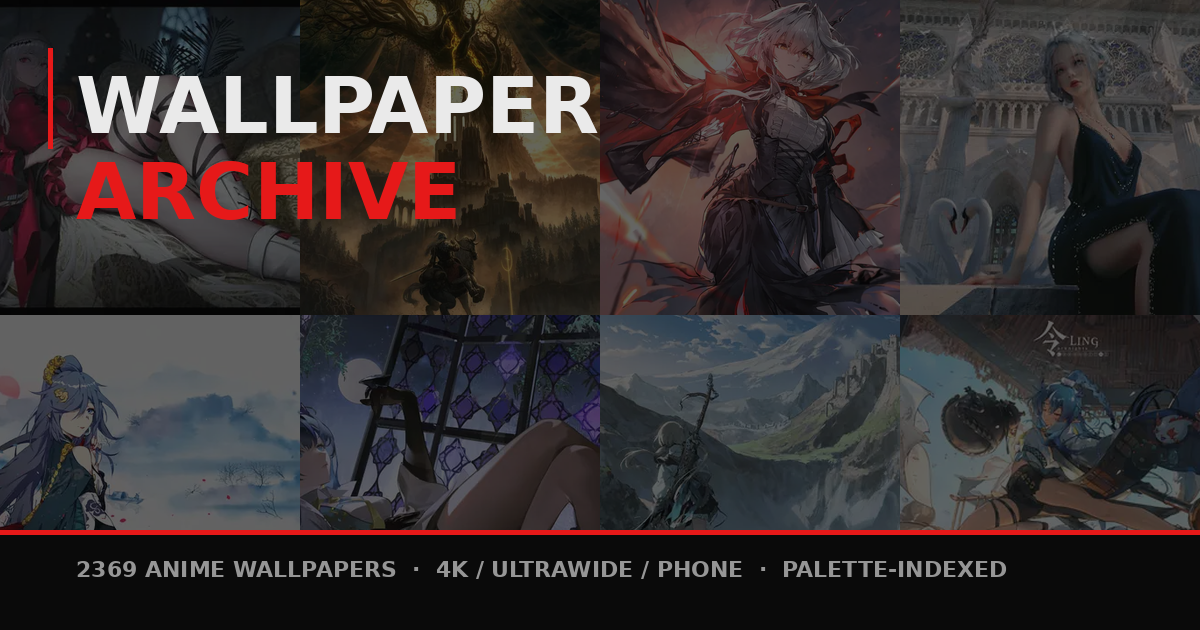 WALLPAPER
ARCHIVE
令 LING
2369 ANIME WALLPAPERS · 4K / ULTRAWIDE / PHONE · PALETTE-INDEXED